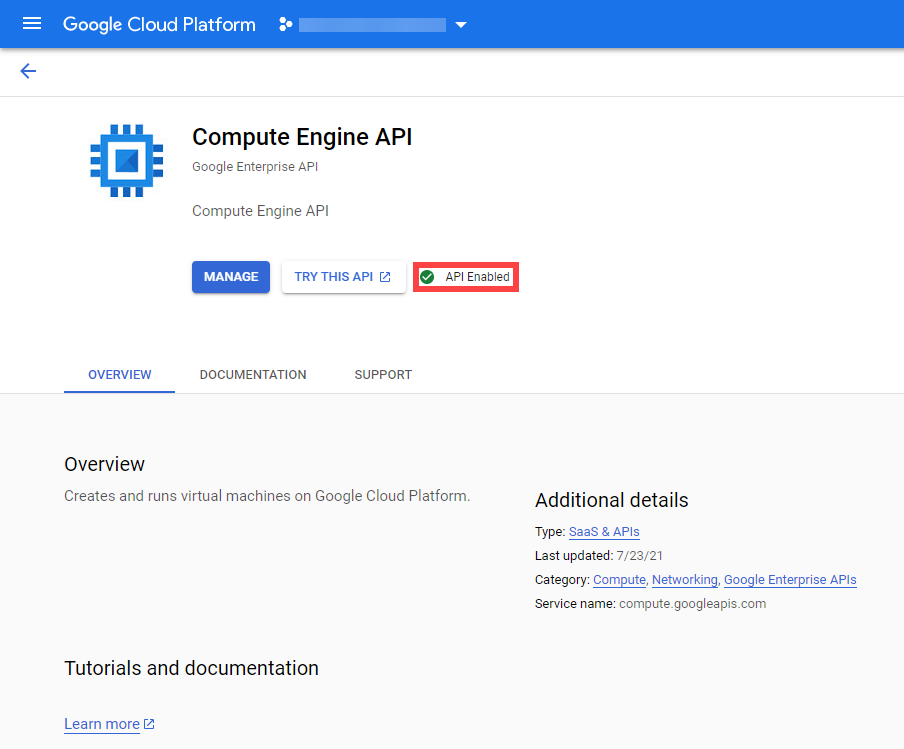 Google Cloud Platform
Compute Engine API
Google Enterprise API
Compute Engine API
MANAGE TRY THIS API API Enabled
OVERVIEW DOCUMENTATION SUPPORT
Overview
Creates and runs virtual machines on Google Cloud Platform.
Additional details
Type: SaaS & APIs
Last updated: 7/23/21
Category: Compute, Networking, Google Enterprise APIs
Service name: compute.googleapis.com
Tutorials and documentation
Learn more